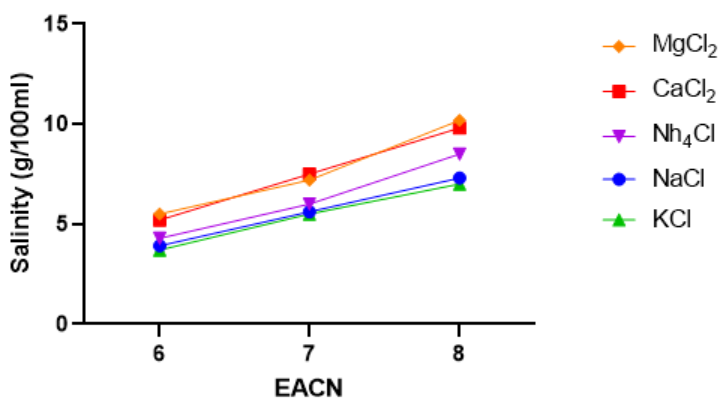 15
10
5
0
Salinity (g/100ml)
6 7 8
EACN
MgCl₂
CaCl₂
Nh₄Cl
NaCl
KCl